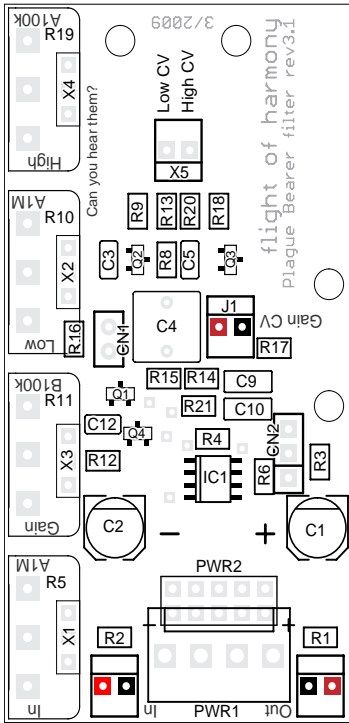 A100k
R19
X4
High
3/2009
Can you hear them?
Low CV
High CV
X5
flight of harmony
Plague Bearer filter rev3.1
A1M
R10
X2
Low
R9
R13
R20
R18
C3
Q2
R8
C5
Q3
R16
CN1
C4
J1
Gain CV
R17
B100k
R11
X3
Gain
R15
R14
C9
Q1
R21
C10
C12
Q4
R4
CN2
R12
IC1
R6
R3
C2
-
+
C1
A1M
R5
X1
In
PWR2
R2
+
+
R1
In
PWR1
Out